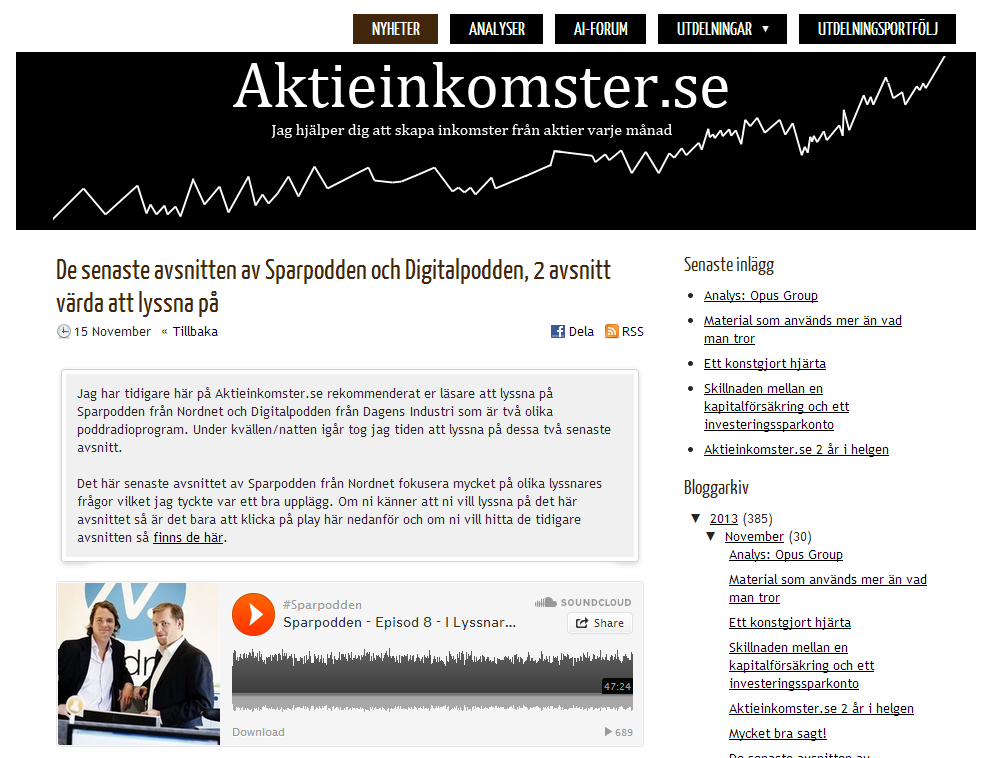 NYHETER
ANALYSER
AI-FORUM
UTDELNINGAR ▼
UTDELNINGSPORTFÖLJ
Aktieinkomster.se
Jag hjälper dig att skapa inkomster från aktier varje månad
De senaste avsnitten av Sparpodden och Digitalpodden, 2 avsnitt
värda att lyssna på
15 November « Tillbaka
Dela
RSS
Jag har tidigare här på Aktieinkomster.se rekommenderat er läsare att lyssna på
Sparpodden från Nordnet och Digitalpodden från Dagens Industri som är två olika
poddradioprogram. Under kvällen/natten igår tog jag tiden att lyssna på dessa två senaste
avsnitt.
Det här senaste avsnittet av Sparpodden från Nordnet fokusera mycket på olika lyssnares
frågor vilket jag tyckte var ett bra upplägg. Om ni känner att ni vill lyssna på det här
avsnittet så är det bara att klicka på play här nedanför och om ni vill hitta de tidigare
avsnitten så finns de här.
#Sparpodden
SOUNDCLOUD
Sparpodden - Episod 8 - I Lyssnar...
Share
47:24
Download
689
Senaste inlägg
• Analys: Opus Group
• Material som används mer än vad
man tror
• Ett konstgjort hjärta
• Skillnaden mellan en
kapitalförsäkring och ett
investeringssparkonto
• Aktieinkomster.se 2 år i helgen
Bloggarkiv
▼ 2013 (385)
▼ November (30)
Analys: Opus Group
Material som används mer än vad
man tror
Ett konstgjort hjärta
Skillnaden mellan en
kapitalförsäkring och ett
investeringssparkonto
Aktieinkomster.se 2 år i helgen
Mycket bra sagt!
De senaste avsnitten av